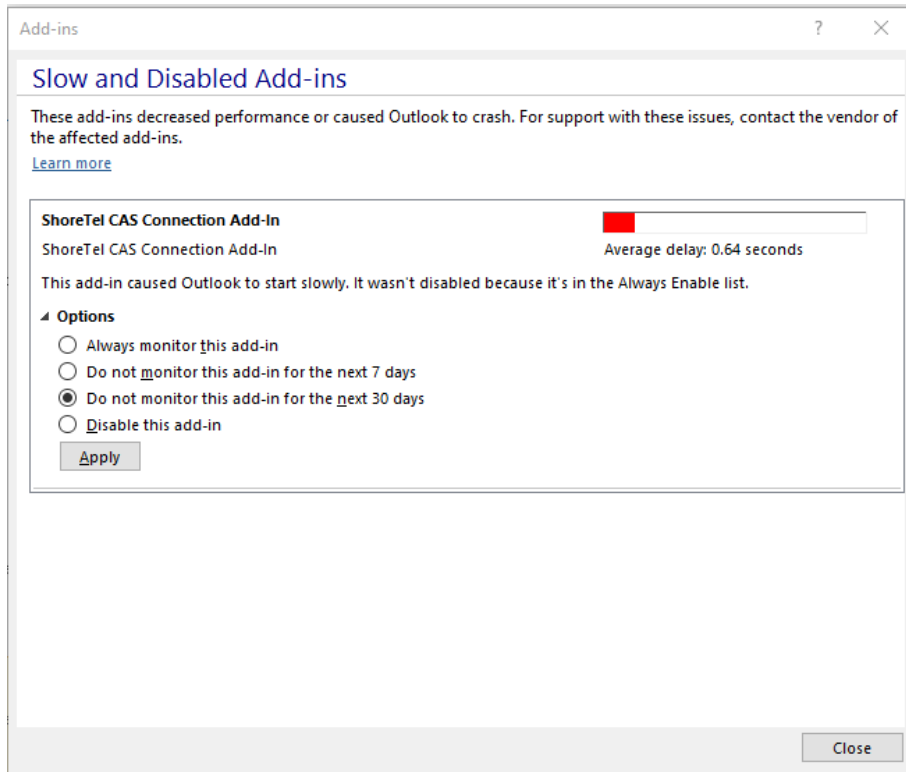 Add-ins
?
Slow and Disabled Add-ins
These add-ins decreased performance or caused Outlook to crash. For support with these issues, contact the vendor of
the affected add-ins.
Learn more
ShoreTel CAS Connection Add-In
ShoreTel CAS Connection Add-In
Average delay: 0.64 seconds
This add-in caused Outlook to start slowly. It wasn't disabled because it's in the Always Enable list.
Options
Always monitor this add-in
Do not monitor this add-in for the next 7 days
Do not monitor this add-in for the next 30 days
Disable this add-in
Apply
Close